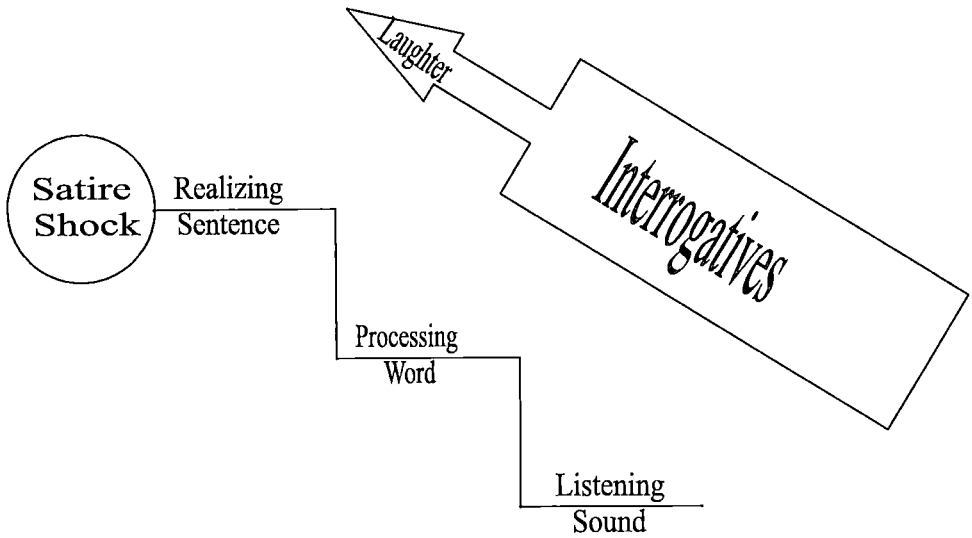 Laughter
Interrogatives
Satire
Shock
Realizing
Sentence
Processing
Word
Listening
Sound